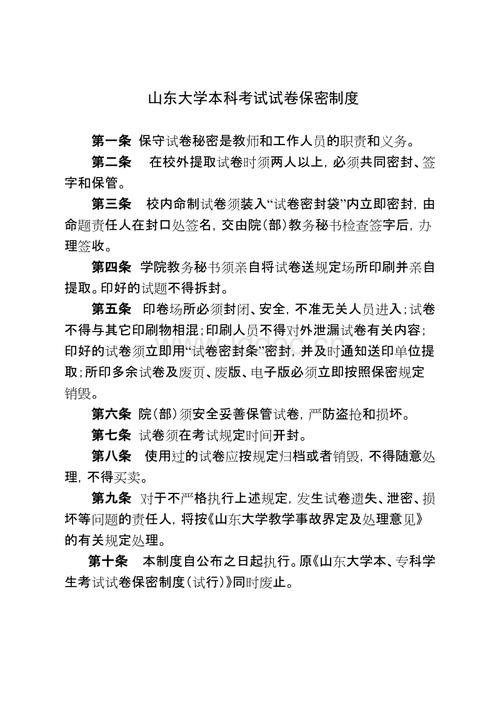 山东大学本科考试试卷保密制度
第一条 保守试卷秘密是教师和工作人员的职责和义务。
第二条 在校外提取试卷时须两人以上，必须共同密封、签
字和保管。
第三条 校内命制试卷须装入“试卷密封袋”内立即密封，由
命题责任人在封口处签名，交由院（部）教务秘书检查签字后，办
理签收。
第四条 学院教务秘书须亲自将试卷送规定场所印刷并亲自
提取。印好的试题不得拆封。
第五条 印卷场所必须封闭、安全，不准无关人员进入；试卷
不得与其它印刷物相混；印刷人员不得对外泄漏试卷有关内容；
印好的试卷须立即用“试卷密封条”密封，并及时通知送印单位提
取；所印多余试卷及废页、废版、电子版必须立即按照保密规定
销毁。
第六条 院（部）须安全妥善保管试卷，严防盗抢和损坏。
第七条 试卷须在考试规定时间开封。
第八条 使用过的试卷应按规定归档或者销毁，不得随意处
理，不得买卖。
第九条 对于不严格执行上述规定，发生试卷遗失、泄密、损
坏等问题的责任人，将按《山东大学教学事故界定及处理意见》
的有关规定处理。
第十条 本制度自公布之日起执行。原《山东大学本、专科学
生考试试卷保密制度（试行）》同时废止。